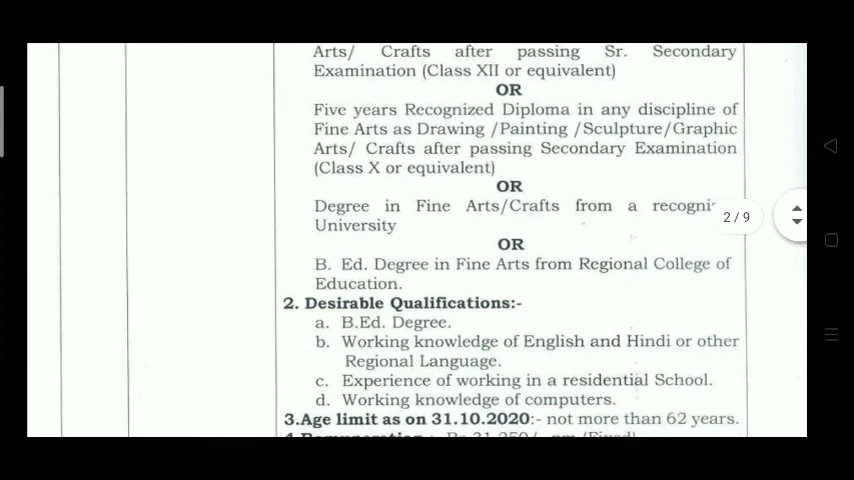 Arts/ Crafts after passing Sr. Secondary
Examination (Class XII or equivalent)
OR
Five years Recognized Diploma in any discipline of
Fine Arts as Drawing /Painting /Sculpture/Graphic
Arts/ Crafts after passing Secondary Examination
(Class X or equivalent)
OR
Degree in Fine Arts/Crafts from a
University
2 / 9
OR
B. Ed. Degree in Fine Arts from Regional College of
Education.
2. Desirable Qualifications:-
a. B.Ed. Degree.
b. Working knowledge of English and Hindi or other
Regional Language.
c. Experience of working in a residential School.
d. Working knowledge of computers.
3.Age limit as on 31.10.2020:- not more than 62 years.